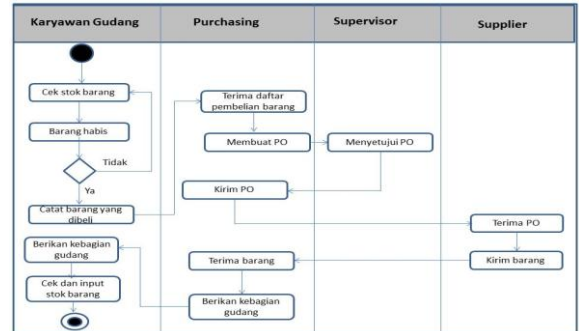 Karyawan Gudang
Purchasing
Supervisor
Supplier
Cek stok barang
Barang habis
Tidak
Ya
Catat barang yang
dibeli
Terima daftar
pembelian barang
Membuat PO
Menyetujui PO
Kirim PO
Terima PO
Kirim barang
Terima barang
Berikan kebagian
gudang
Berikan kebagian
gudang
Cek dan input
stok barang